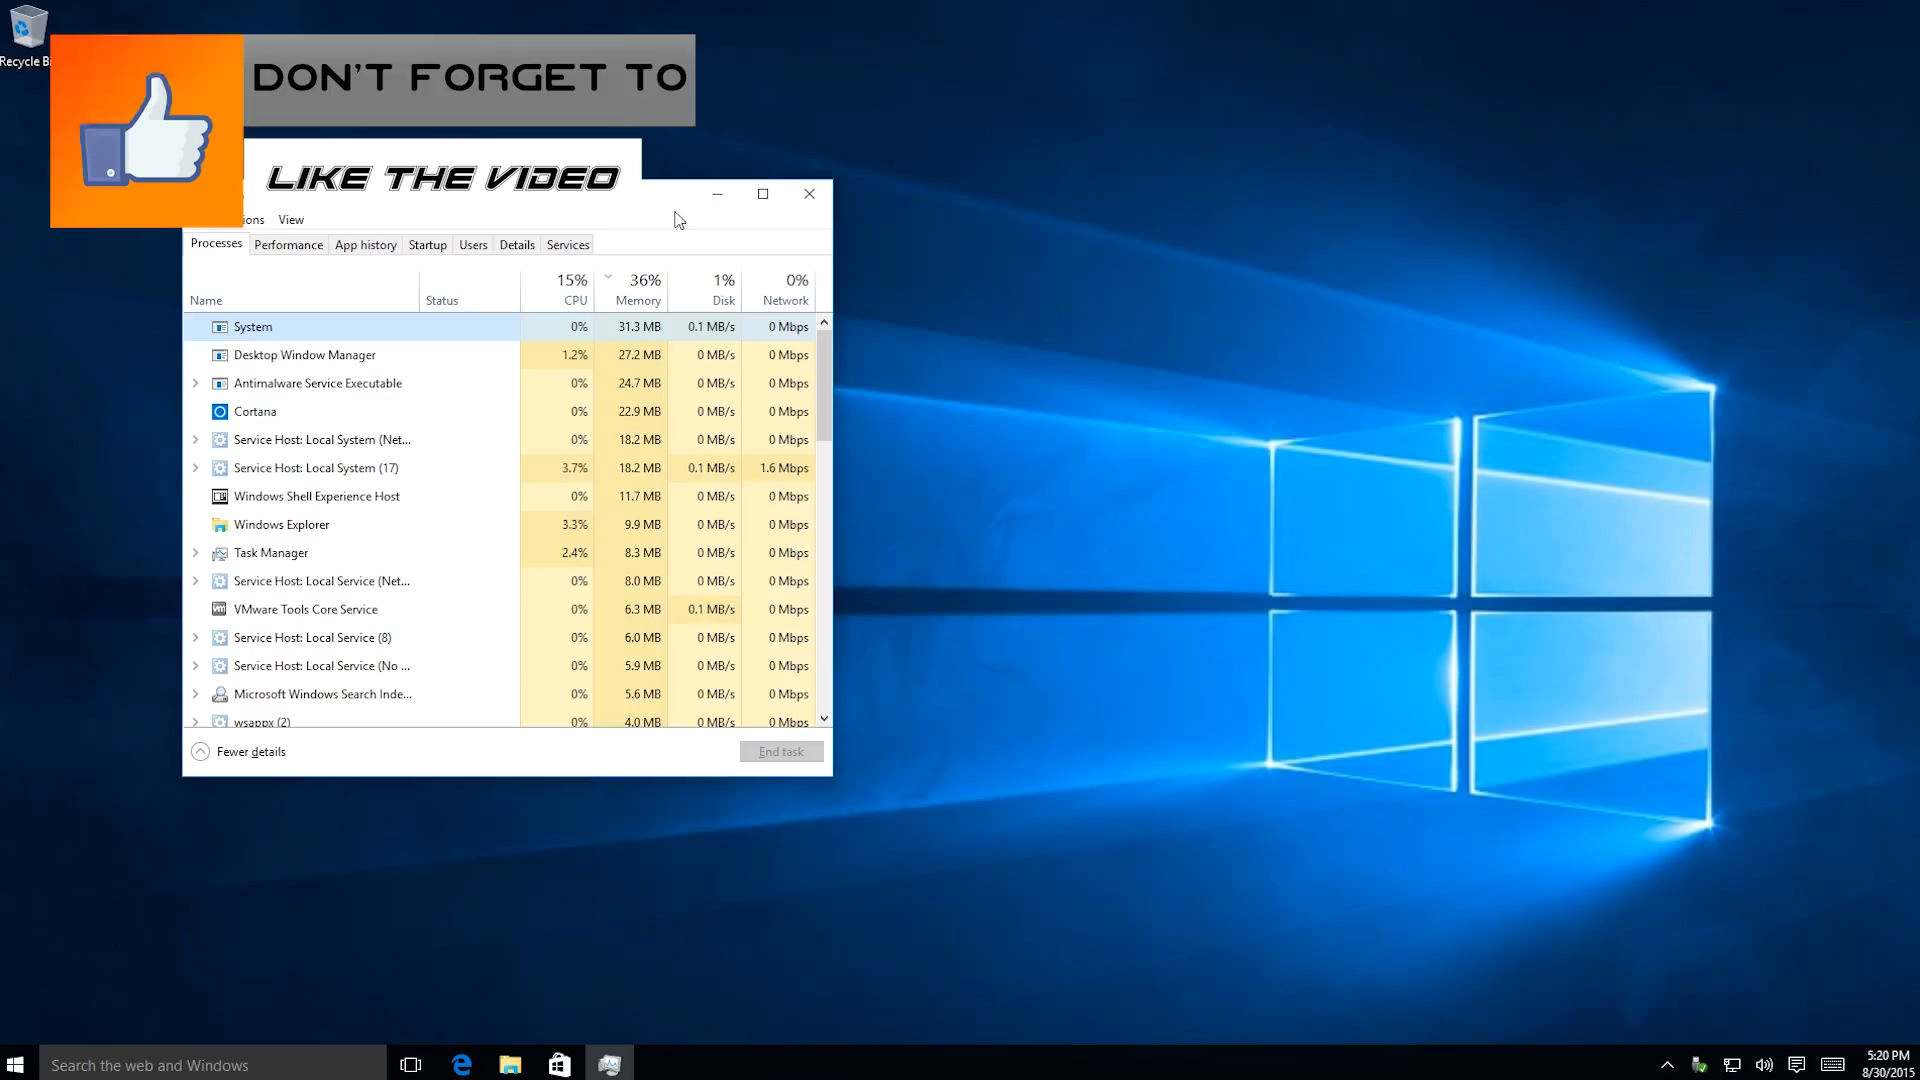 Recycle Bi
DON'T FORGET TO
LIKE THE VIDEO
ions View
Processes Performance App history Startup Users Details Services
15% 36% 1% 0%
Name Status CPU Memory Disk Network
System 0% 31.3 MB 0.1 MB/s 0 Mbps
Desktop Window Manager 1.2% 27.2 MB 0 MB/s 0 Mbps
Antimalware Service Executable 0% 24.7 MB 0 MB/s 0 Mbps
Cortana 0% 22.9 MB 0 MB/s 0 Mbps
Service Host: Local System (Net... 0% 18.2 MB 0 MB/s 0 Mbps
Service Host: Local System (17) 3.7% 18.2 MB 0.1 MB/s 1.6 Mbps
Windows Shell Experience Host 0% 11.7 MB 0 MB/s 0 Mbps
Windows Explorer 3.3% 9.9 MB 0 MB/s 0 Mbps
Task Manager 2.4% 8.3 MB 0 MB/s 0 Mbps
Service Host: Local Service (Net... 0% 8.0 MB 0 MB/s 0 Mbps
VMware Tools Core Service 0% 6.3 MB 0.1 MB/s 0 Mbps
Service Host: Local Service (8) 0% 6.0 MB 0 MB/s 0 Mbps
Service Host: Local Service (No ... 0% 5.9 MB 0 MB/s 0 Mbps
Microsoft Windows Search Inde... 0% 5.6 MB 0 MB/s 0 Mbps
wsappx (2) 0% 4.0 MB 0 MB/s 0 Mbps
Fewer details End task
Search the web and Windows
5:20 PM
8/30/2015